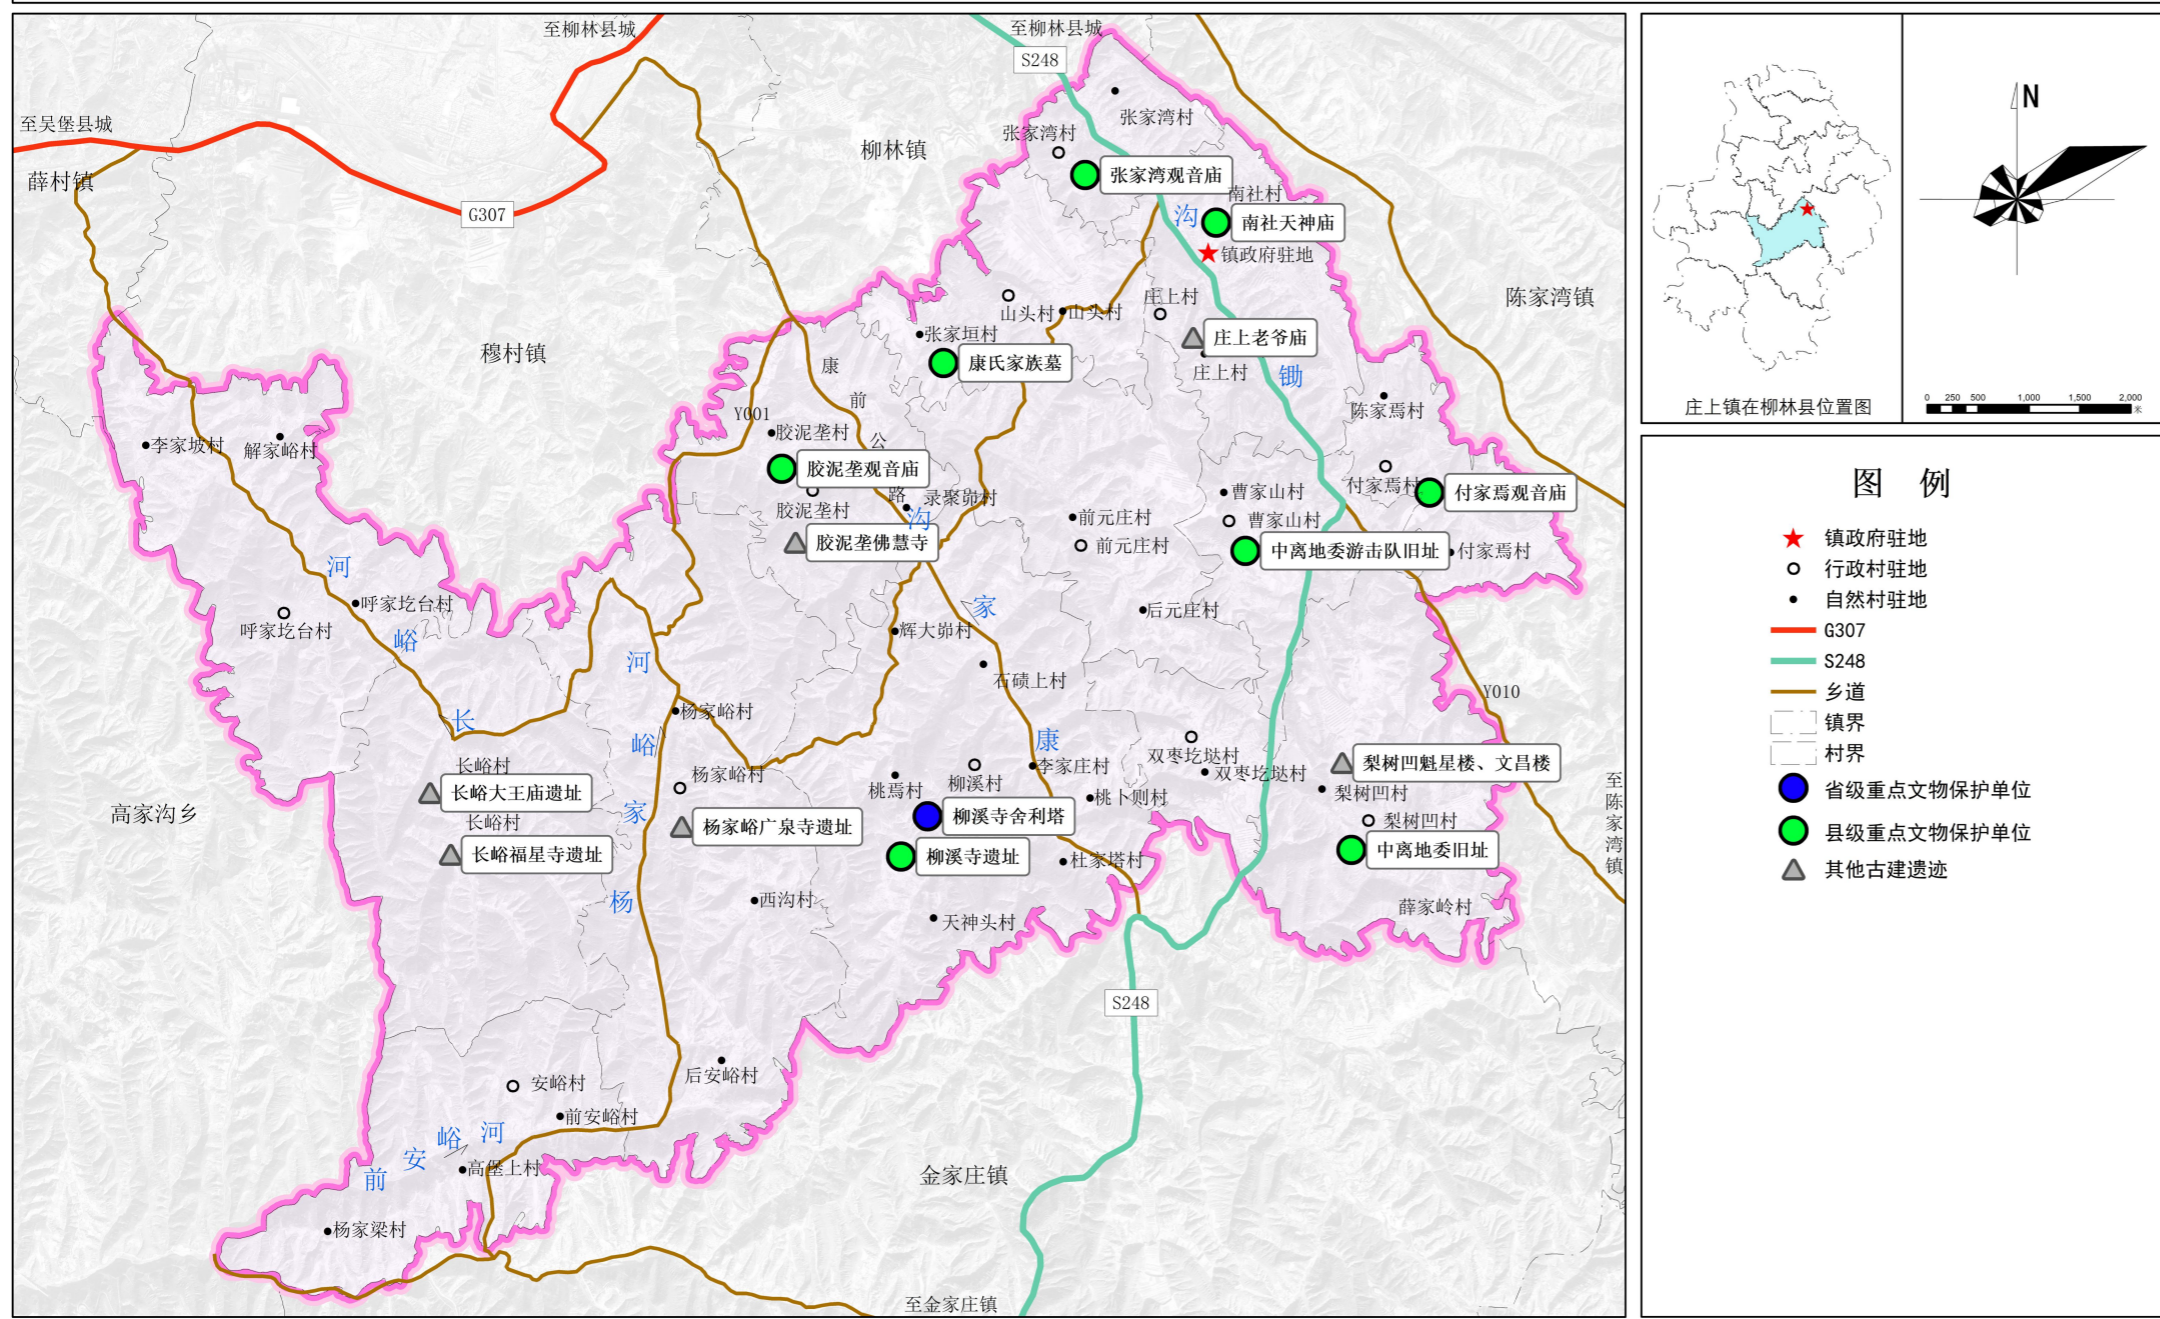 至柳林县城
至柳林县城
S248
至吴堡县城
薛村镇
G307
柳林镇
张家湾村
张家湾村
张家湾观音庙
南社村
沟
南社天神庙
镇政府驻地
陈家湾镇
穆村镇
庄上村
山头村
山头村
张家垣村
庄上老爷庙
康氏家族墓
庄上村
锄
康
前
公
路
Y001
陈家焉村
胶泥垄村
李家坡村
解家峪村
胶泥垄观音庙
付家焉村
付家焉观音庙
胶泥垄村
录聚峁村
沟
曹家山村
曹家山村
前元庄村
前元庄村
胶泥垄佛慧寺
中离地委游击队旧址
付家焉村
河
呼家圪台村
呼家圪台村
峪
家
后元庄村
辉大峁村
河
石碛上村
Y010
长
杨家峪村
峪
康
双枣圪垯村
双枣圪垯村
李家庄村
梨树凹魁星楼、文昌楼
长峪村
长峪大王庙遗址
杨家峪村
桃焉村
柳溪村
桃卜则村
梨树凹村
梨树凹村
至陈家湾镇
高家沟乡
长峪村
家
杨家峪广泉寺遗址
柳溪寺舍利塔
长峪福星寺遗址
柳溪寺遗址
杜家塔村
中离地委旧址
杨
西沟村
天神头村
薛家岭村
S248
后安峪村
安峪村
前安峪村
前
安
峪
河
高堡上村
金家庄镇
杨家梁村
至金家庄镇
庄上镇在柳林县位置图
N
0 250 500 1,000 1,500 2,000
米
图 例
镇政府驻地
行政村驻地
自然村驻地
G307
S248
乡道
镇界
村界
省级重点文物保护单位
县级重点文物保护单位
其他古建遗迹